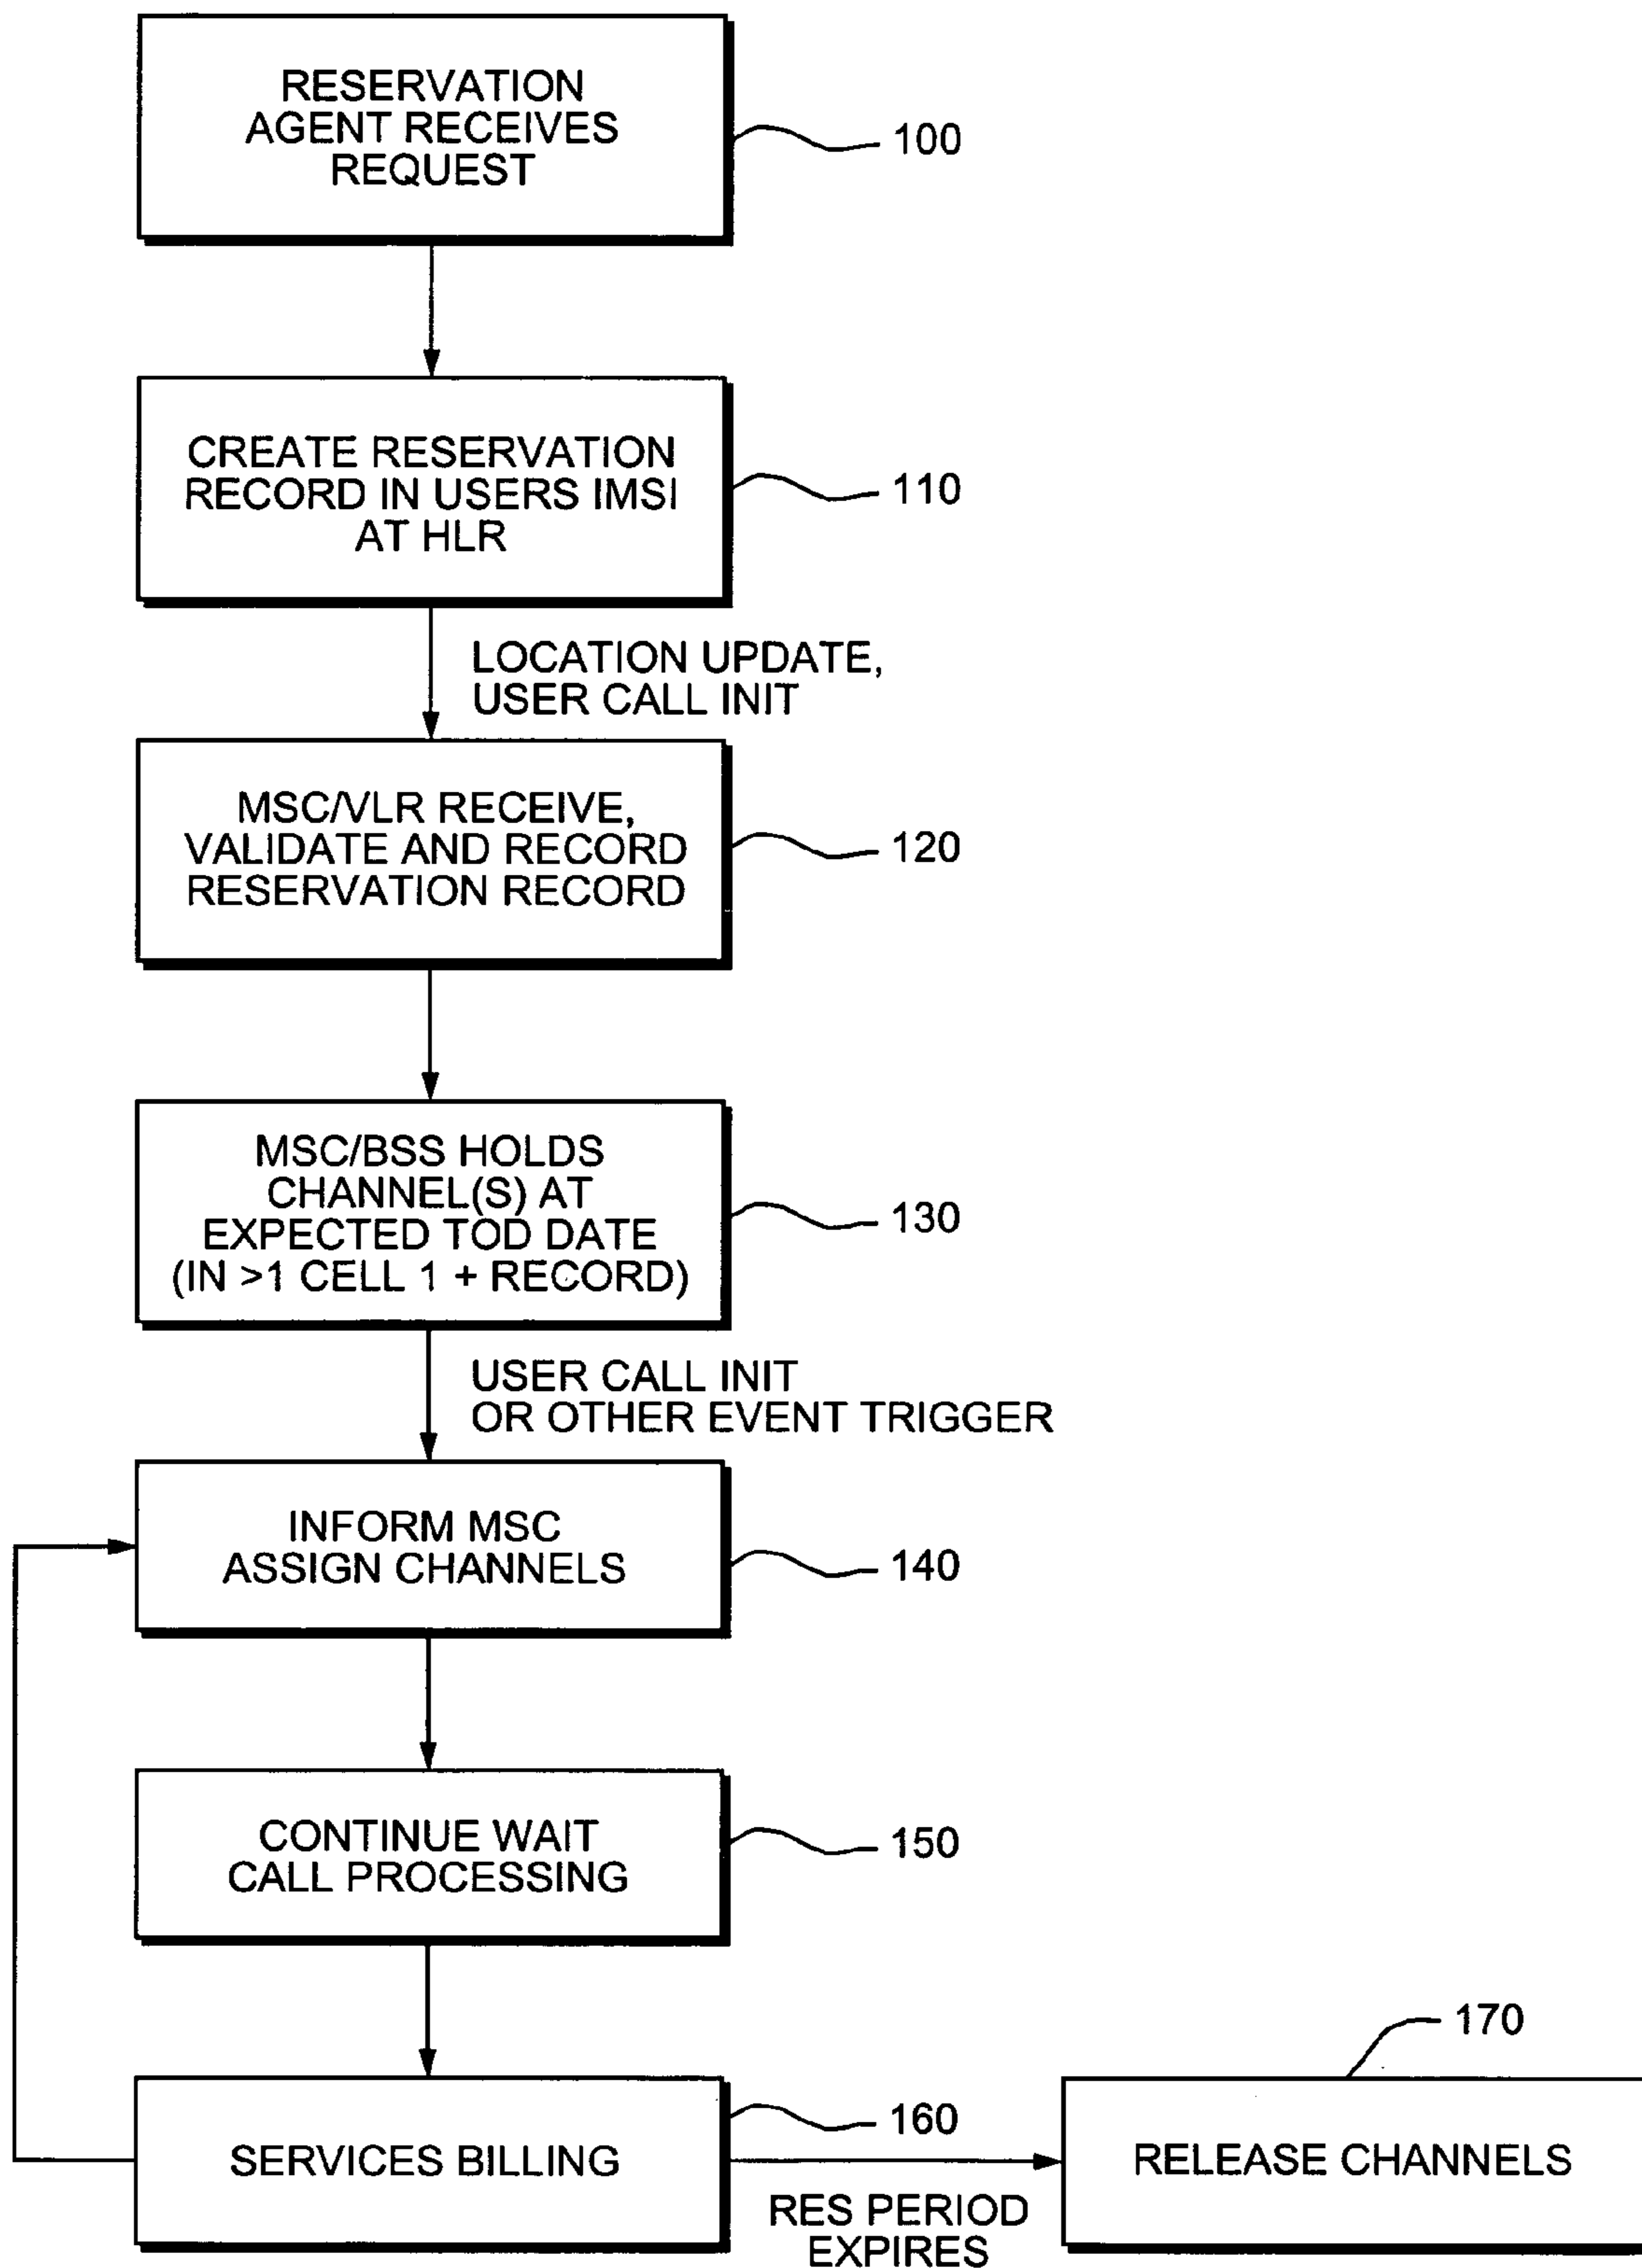 RESERVATION
AGENT RECEIVES
REQUEST
100
CREATE RESERVATION
RECORD IN USERS IMSI
AT HLR
110
LOCATION UPDATE,
USER CALL INIT
MSC/VLR RECEIVE,
VALIDATE AND RECORD
RESERVATION RECORD
120
MSC/BSS HOLDS
CHANNEL(S) AT
EXPECTED TOD DATE
(IN >1 CELL 1 + RECORD)
130
USER CALL INIT
OR OTHER EVENT TRIGGER
INFORM MSC
ASSIGN CHANNELS
140
CONTINUE WAIT
CALL PROCESSING
150
SERVICES BILLING
160
RES PERIOD
EXPIRES
170
RELEASE CHANNELS